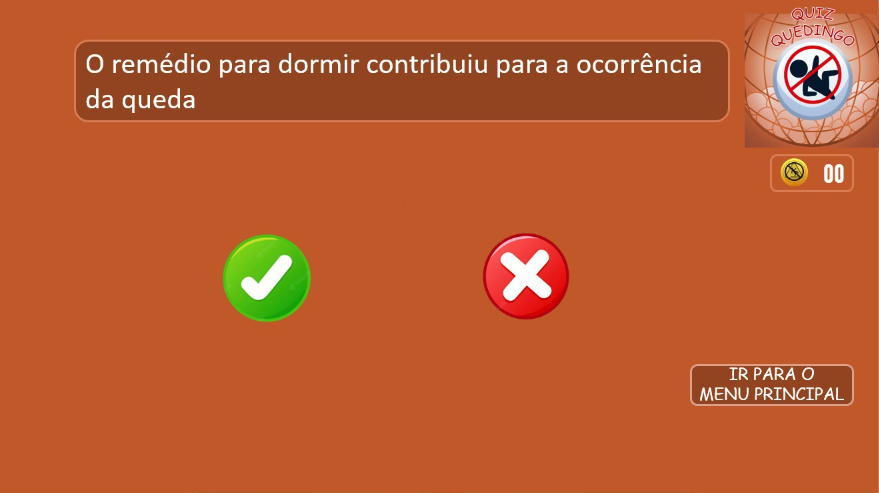 QUIZ
QUEDINGO
O remédio para dormir contribuiu para a ocorrência
da queda
00
IR PARA O
MENU PRINCIPAL